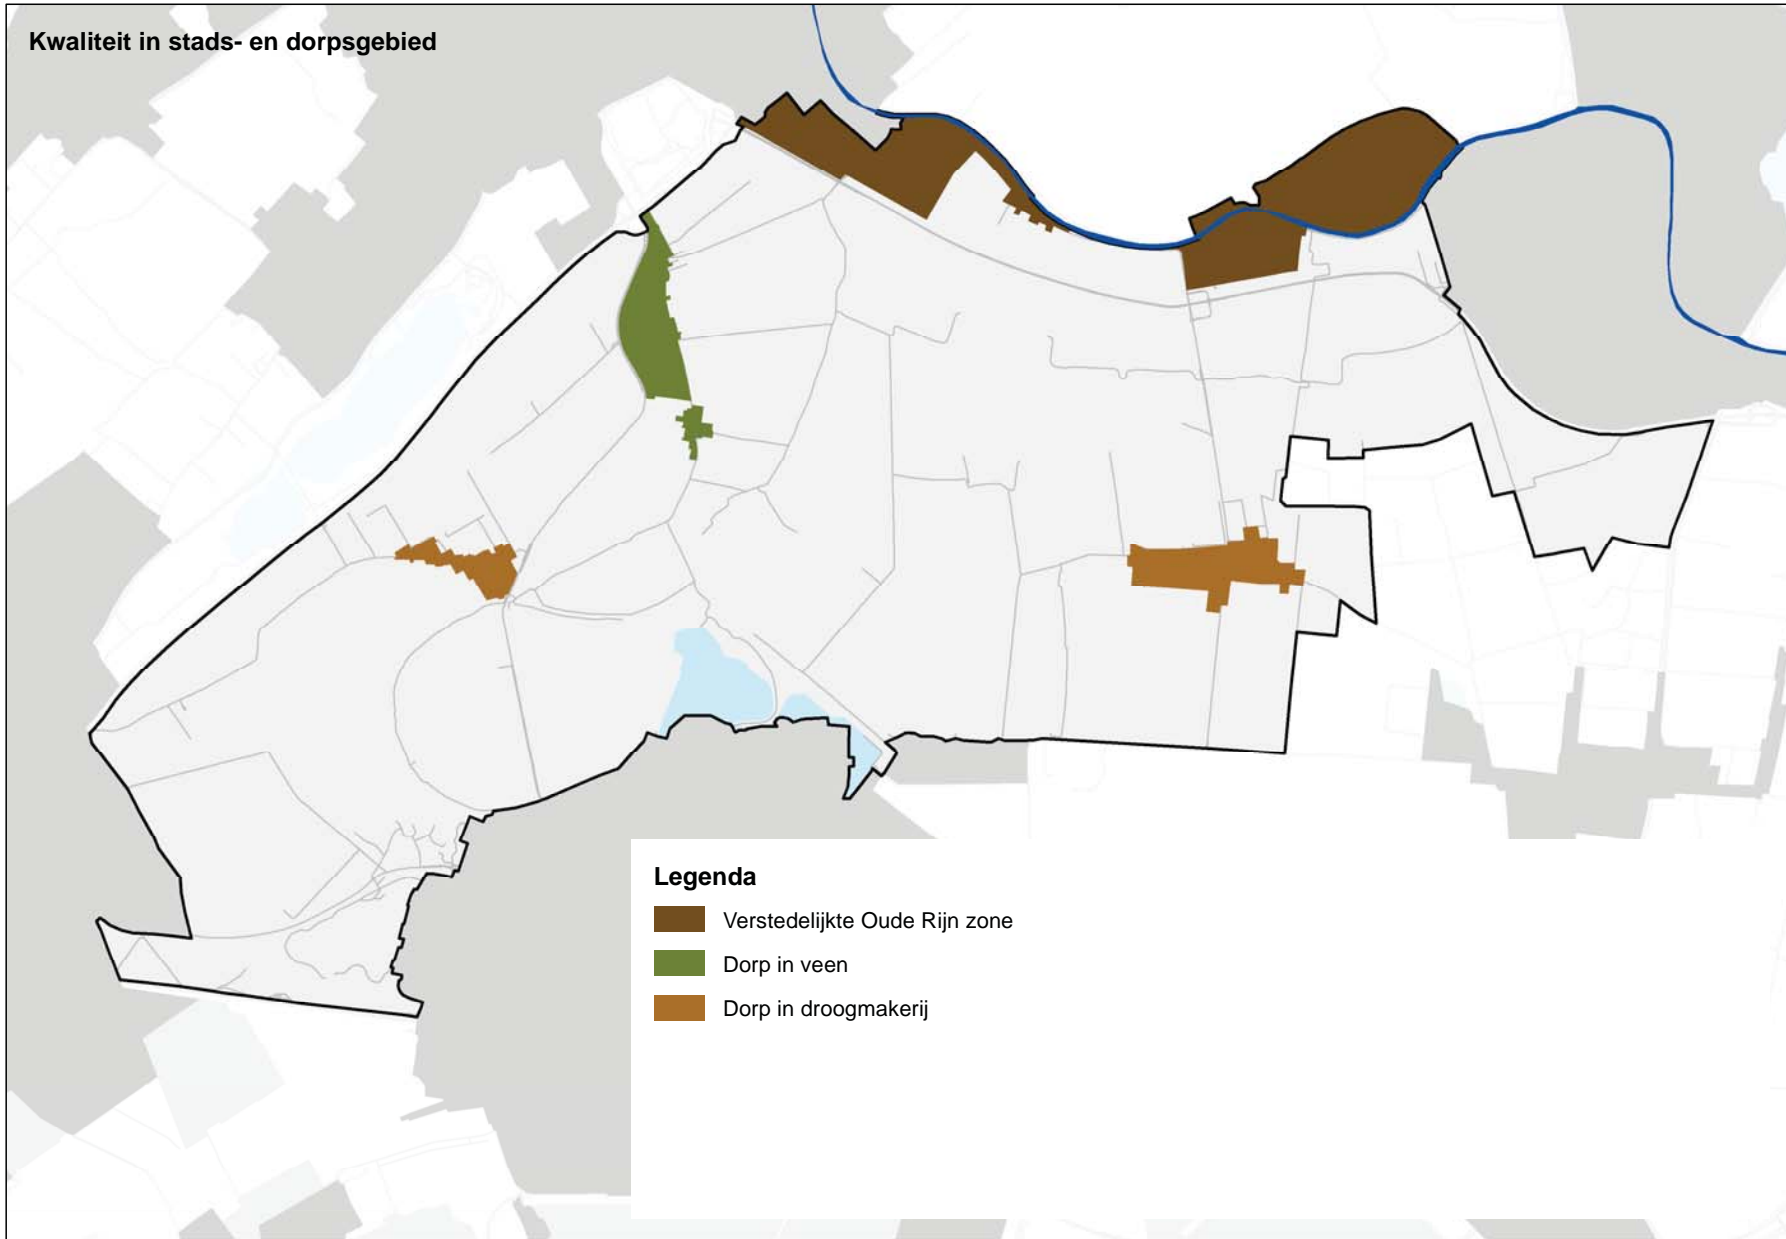 Kwaliteit in stads- en dorpsgebied
Legenda
Verstedelijkte Oude Rijn zone
Dorp in veen
Dorp in droogmakerij